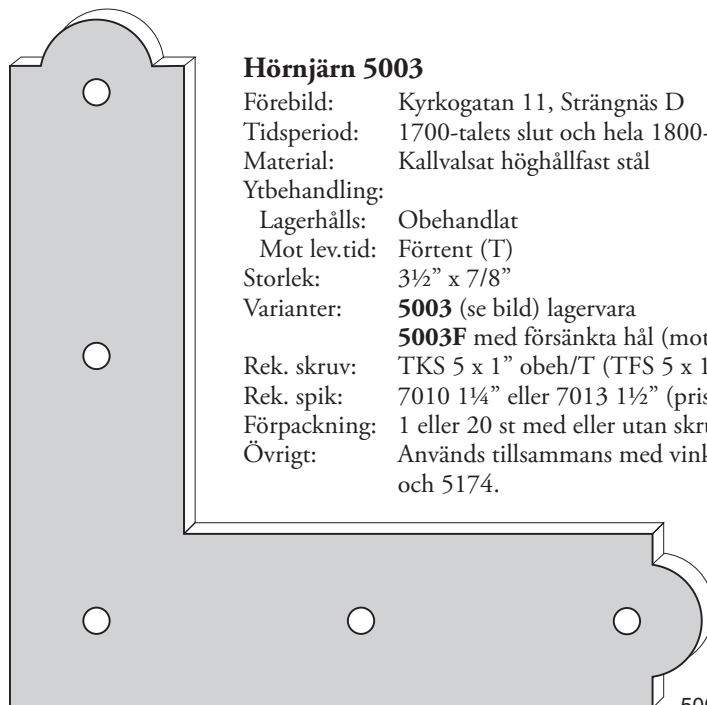 Hörnjärn 5003
Förebild: Kyrkogatan 11, Strängnäs D
Tidsperiod: 1700-talets slut och hela 1800-
Material: Kallvalsat höghållfast stål
Ytbehandling:
Lagerhålls: Obehandlat
Mot lev.tid: Förtent (T)
Storlek: 3½” x 7/8”
Varianter: 5003 (se bild) lagervara
5003F med försänkta hål (mot
Rek. skruv: TKS 5 x 1” obeh/T (TFS 5 x 1
Rek. spik: 7010 1¼” eller 7013 1½” (pris
Förpackning: 1 eller 20 st med eller utan skru
Övrigt: Används tillsammans med vink
och 5174.